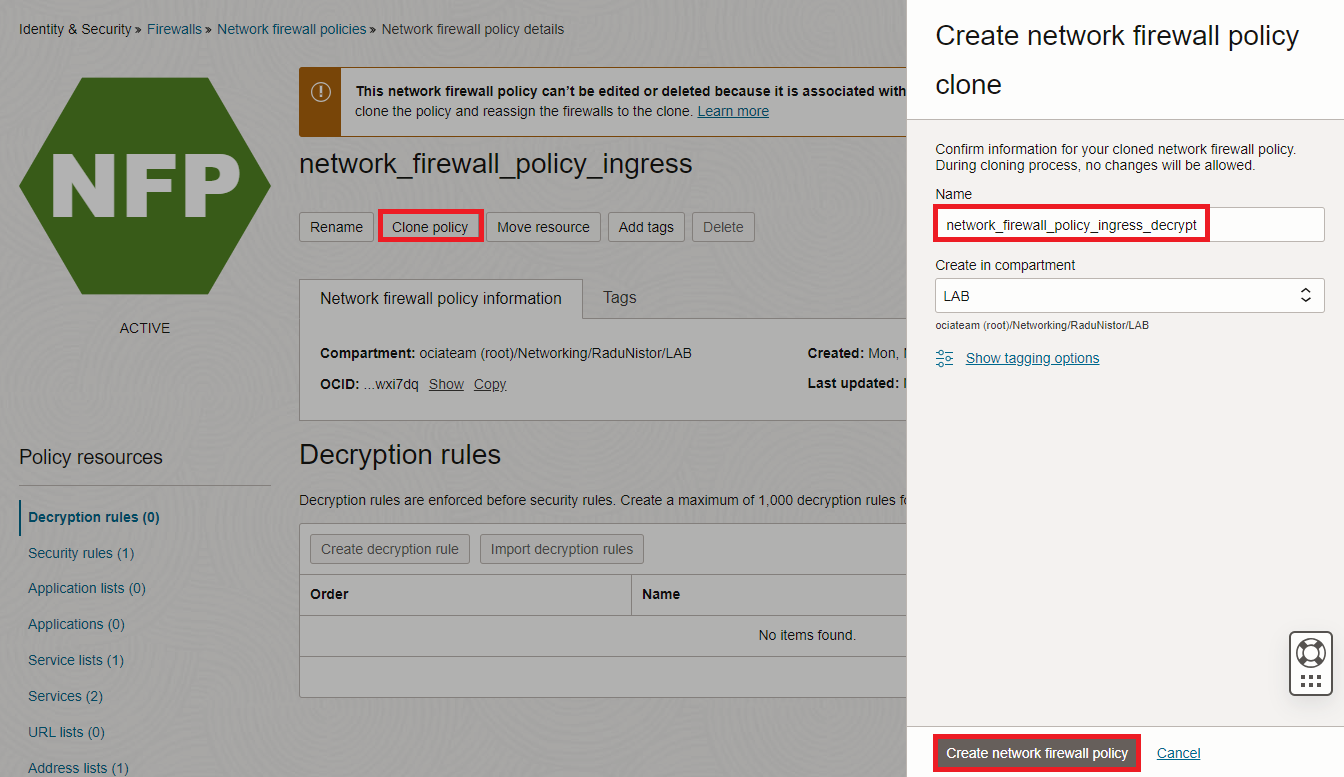 Identity & Security » Firewalls » Network firewall policies » Network firewall policy details
NFP
ACTIVE
This network firewall policy can't be edited or deleted because it is associated with
clone the policy and reassign the firewalls to the clone. Learn more
network_firewall_policy_ingress
Rename Clone policy Move resource Add tags Delete
Network firewall policy information Tags
Compartment: ociateam (root)/Networking/RaduNistor/LAB Created: Mon,
OCID: ...wxi7dq Show Copy Last updated:
Policy resources
Decryption rules (0)
Security rules (1)
Application lists (0)
Applications (0)
Service lists (1)
Services (2)
URL lists (0)
Address lists (1)
Decryption rules
Decryption rules are enforced before security rules. Create a maximum of 1,000 decryption rules
Create decryption rule Import decryption rules
Order Name
No items found.
Create network firewall policy
clone
Confirm information for your cloned network firewall policy.
During cloning process, no changes will be allowed.
Name
network_firewall_policy_ingress_decrypt
Create in compartment
LAB
ociateam (root)/Networking/RaduNistor/LAB
Show tagging options
Create network firewall policy Cancel